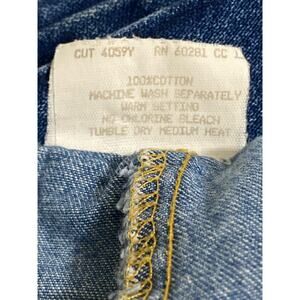 CUT 4059Y RN 60281 CC 1
100%COTTON
MACHINE WASH SEPARATELY
WARM SETTING
NO CHLORINE BLEACH
TUMBLE DRY MEDIUM HEAT